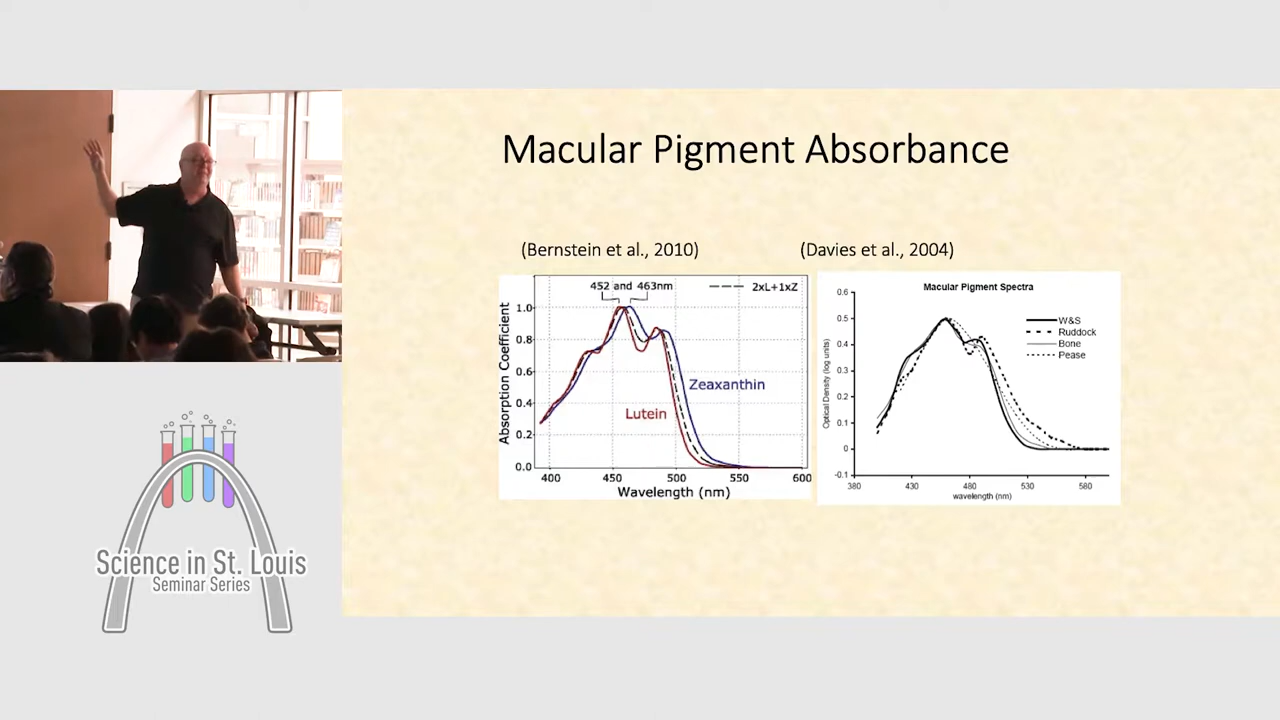 Macular Pigment Absorbance
(Bernstein et al., 2010)
(Davies et al., 2004)
452 and 463nm
2xL+1xZ
Absorption Coefficient
1.0
0.8
0.6
0.4
0.2
0.0
Zeaxanthin
Lutein
400
450
500
550
600
Wavelength (nm)
Macular Pigment Spectra
W&S
Ruddock
Bone
Pease
Optical Density (log units)
0.6
0.5
0.4
0.3
0.2
0.1
0
-0.1
380
430
480
530
580
wavelength (nm)
Science in St. Louis
Seminar Series